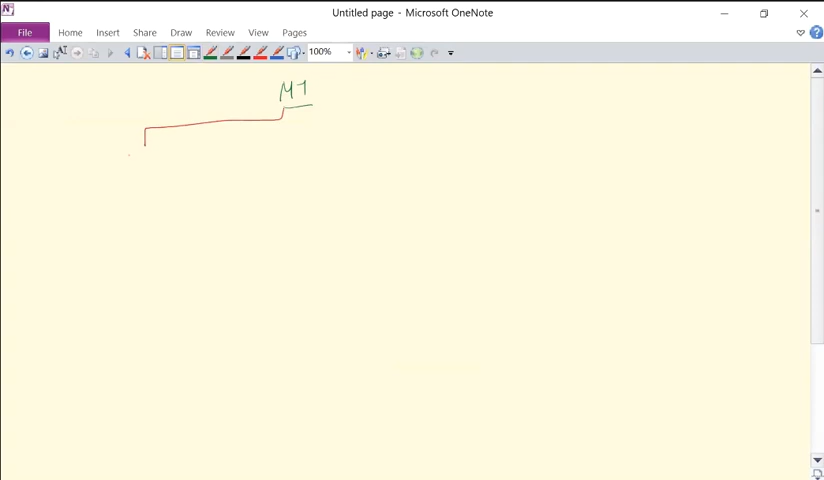 Untitled page - Microsoft OneNote
File Home Insert Share Draw Review View Pages
100%
M1